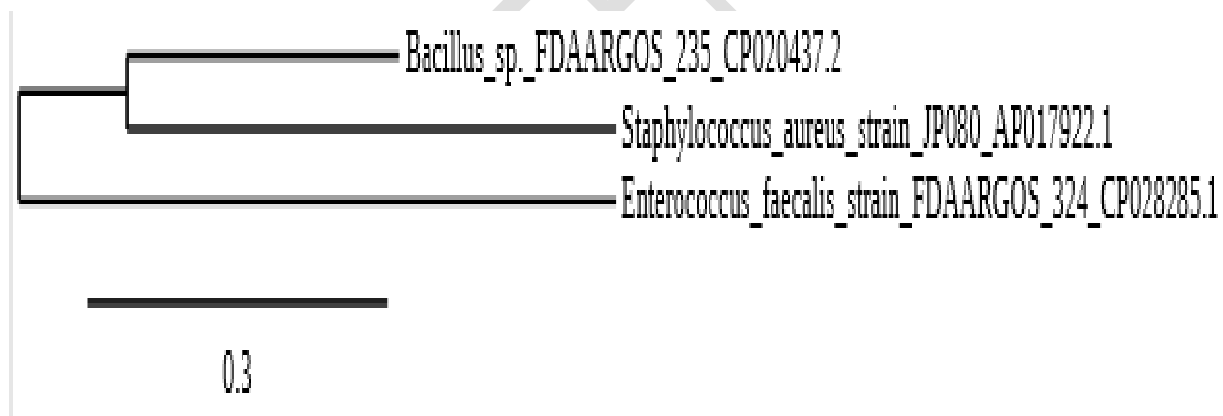 Bacillus_sp._FDAARGOS_235_CP020437.2
Staphylococcus_aureus_strain_JP080_AP017922.1
Enterococcus_faecalis_strain_FDAARGOS_324_CP028285.1
0.3